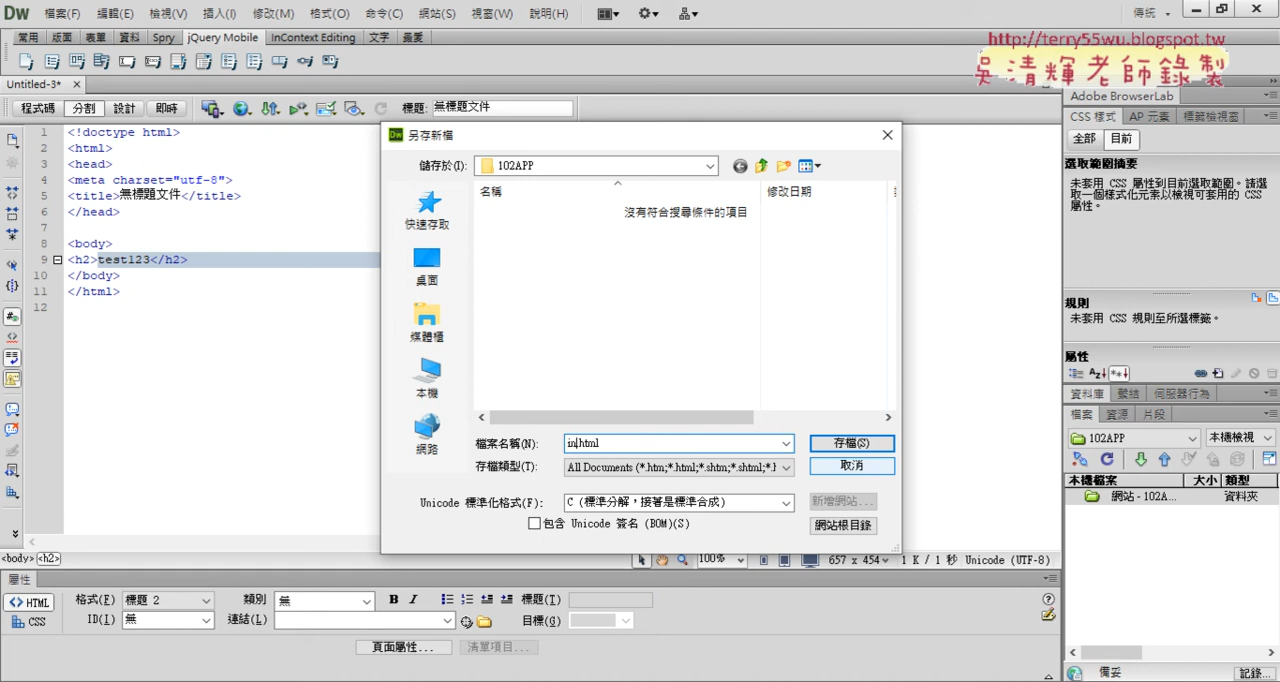 Dw 檔案(F) 編輯(E) 檢視(V) 插入(I) 修改(M) 格式(O) 命令(C) 網站(S) 視窗(W) 說明(H) 傳統
常用 版面 表單 資料 Spry jQuery Mobile InContext Editing 文字 最愛
http://terry55wu.blogspot.tw
吳清輝老師錄製
Untitled-3*
Adobe BrowserLab
程式碼 分割 設計 即時 標題: 無標題文件
CSS 樣式 AP 元素 標籤檢視器
全部 目前
選取範圍摘要
未套用 CSS 屬性到目前選取範圍。請選
取一個樣式化元素以檢視可套用的 CSS
屬性。
1 <!doctype html>
2 <html>
3 <head>
4 <meta charset="utf-8">
5 <title>無標題文件</title>
6 </head>
7
8 <body>
9 <h2>test123</h2>
10 </body>
11 </html>
12
Dw 另存新檔
儲存於(I): 102APP
名稱 修改日期
沒有符合搜尋條件的項目
快速存取
桌面
媒體櫃
本機
網路
檔案名稱(N): in.html 存檔(S)
存檔類型(T): All Documents (*.htm;*.html;*.shtm;*.shtml;*.h 取消
Unicode 標準化格式(F): C (標準分解，接著是標準合成) 新增網站...
包含 Unicode 簽名 (BOM)(S) 網站根目錄
規則
未套用 CSS 規則至所選標籤。
屬性
資料庫 繫結 伺服器行為
檔案 資源 片段
102APP 本機檢視
本機檔案 大小 類型
網站 - 102A... 資料夾
<body> <h2> 100% 657 x 454 1 K / 1 秒 Unicode (UTF-8)
屬性
<> HTML 格式(F) 標題 2 類別 無 B I 標題(T)
CSS ID(I) 無 連結(L) 目標(G)
頁面屬性... 清單項目...
備妥 記錄...